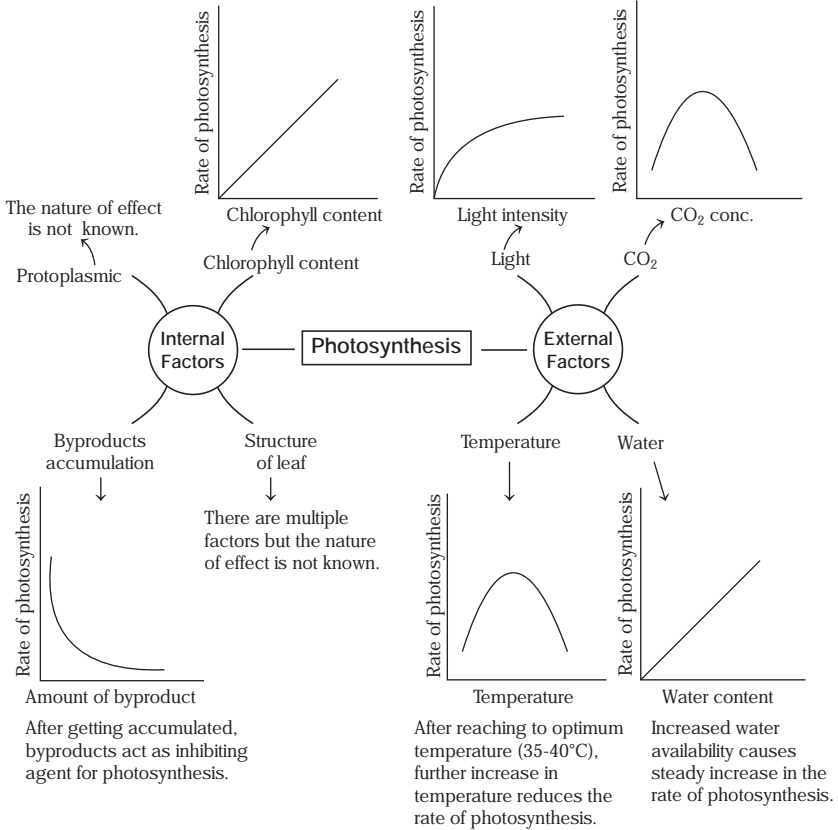 Rate of photosynthesis
Chlorophyll content
Rate of photosynthesis
Light intensity
Rate of photosynthesis
CO₂ conc.
The nature of effect
is not known.
Protoplasmic
Chlorophyll content
Light
CO₂
Internal
Factors
Photosynthesis
External
Factors
Byproducts
accumulation
Structure
of leaf
Temperature
Water
There are multiple
factors but the nature
of effect is not known.
Rate of photosynthesis
Amount of byproduct
After getting accumulated,
byproducts act as inhibiting
agent for photosynthesis.
Rate of photosynthesis
Temperature
After reaching to optimum
temperature (35-40°C),
further increase in
temperature reduces the
rate of photosynthesis.
Rate of photosynthesis
Water content
Increased water
availability causes
steady increase in the
rate of photosynthesis.